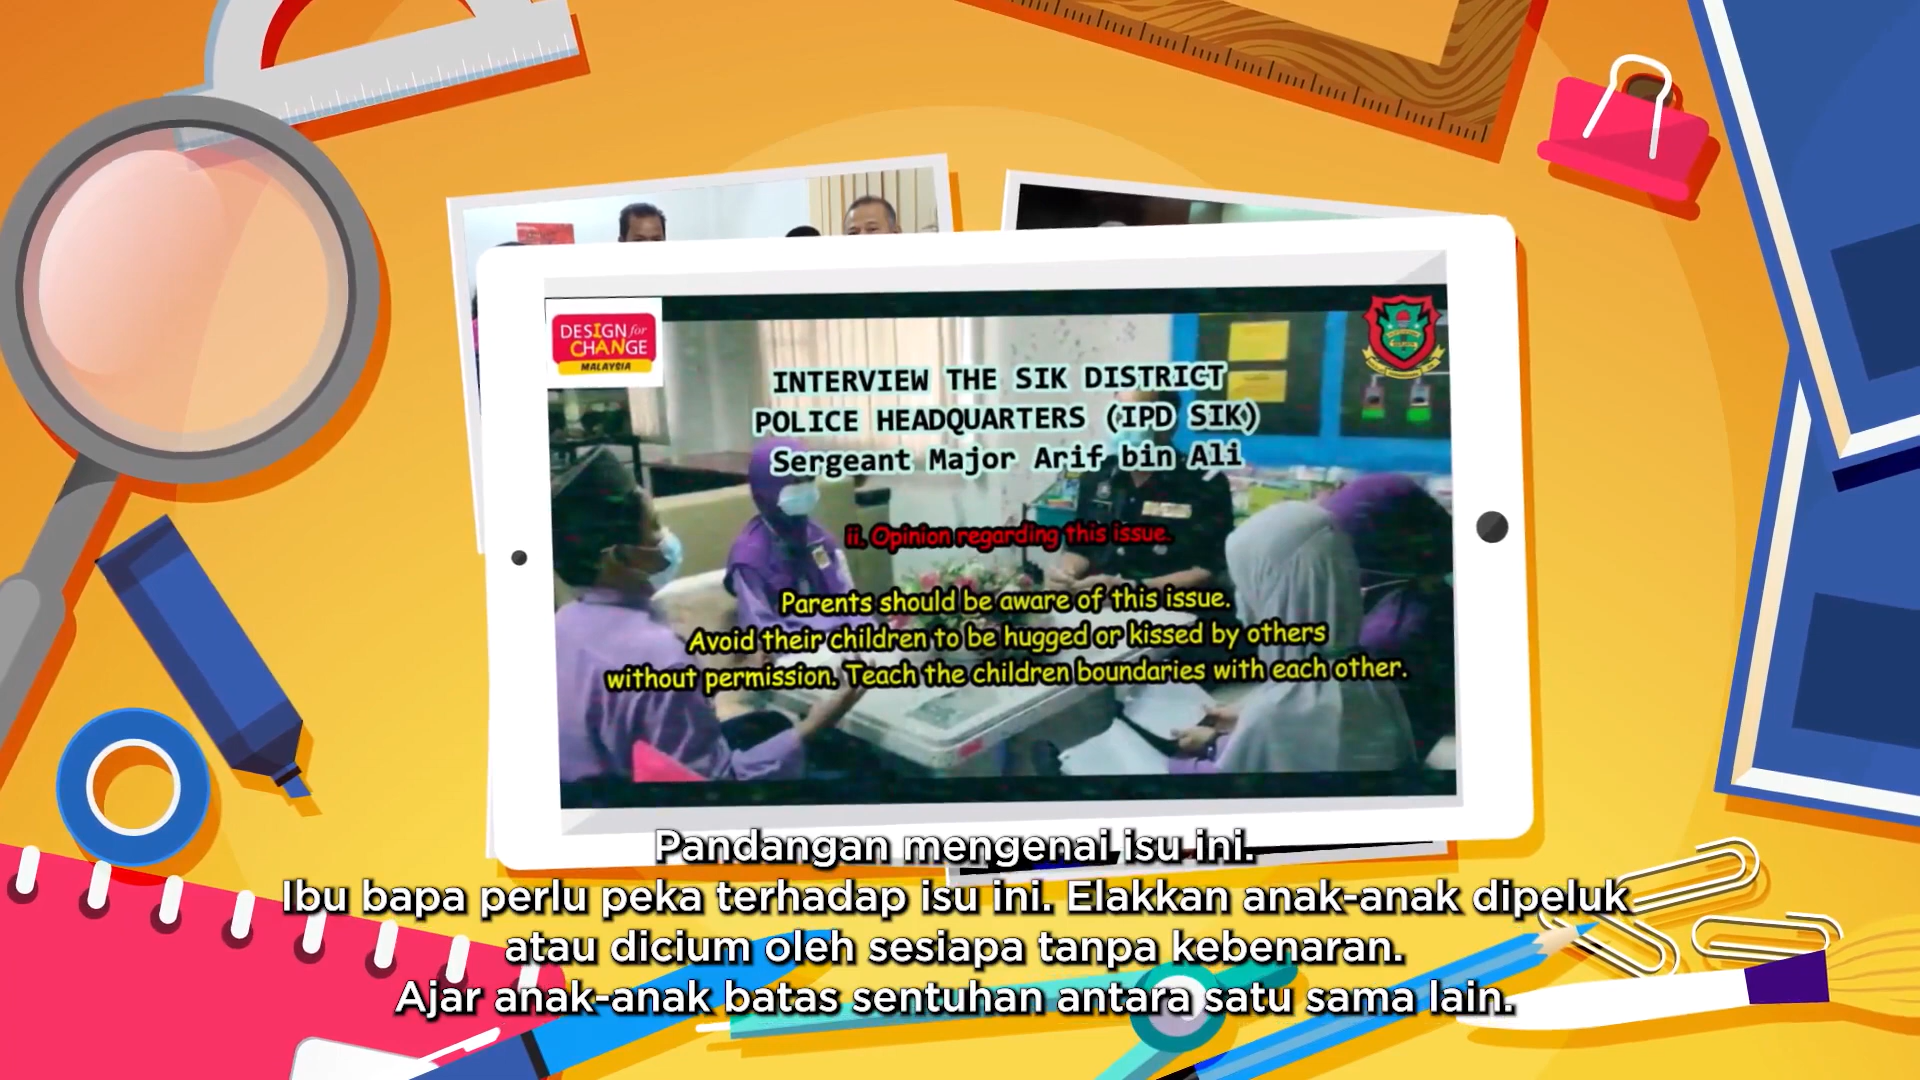 DESIGN for
CHANGE
MALAYSIA
INTERVIEW THE SIK DISTRICT
POLICE HEADQUARTERS (IPD SIK)
Sergeant Major Arif bin Ali
ii. Opinion regarding this issue.
Parents should be aware of this issue.
Avoid their children to be hugged or kissed by others
without permission. Teach the children boundaries with each other.
Pandangan mengenai isu ini.
Ibu bapa perlu peka terhadap isu ini. Elakkan anak-anak dipeluk
atau dicium oleh sesiapa tanpa kebenaran.
Ajar anak-anak batas sentuhan antara satu sama lain.